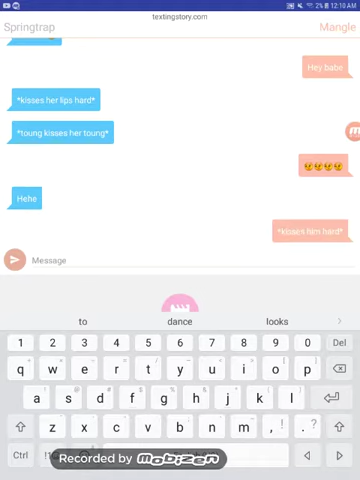 2% 12:10 AM
textingstory.com
Springtrap
Mangle
Hey babe
*kisses her lips hard*
*toung kisses her toung*
Hehe
*kisses him hard*
Message
to dance looks
1 2 3 4 5 6 7 8 9 0 Del
q w e r t y u i o p
a s d f g h j k l
z x c v b n m , ! . ?
Ctrl
Recorded by mobizen